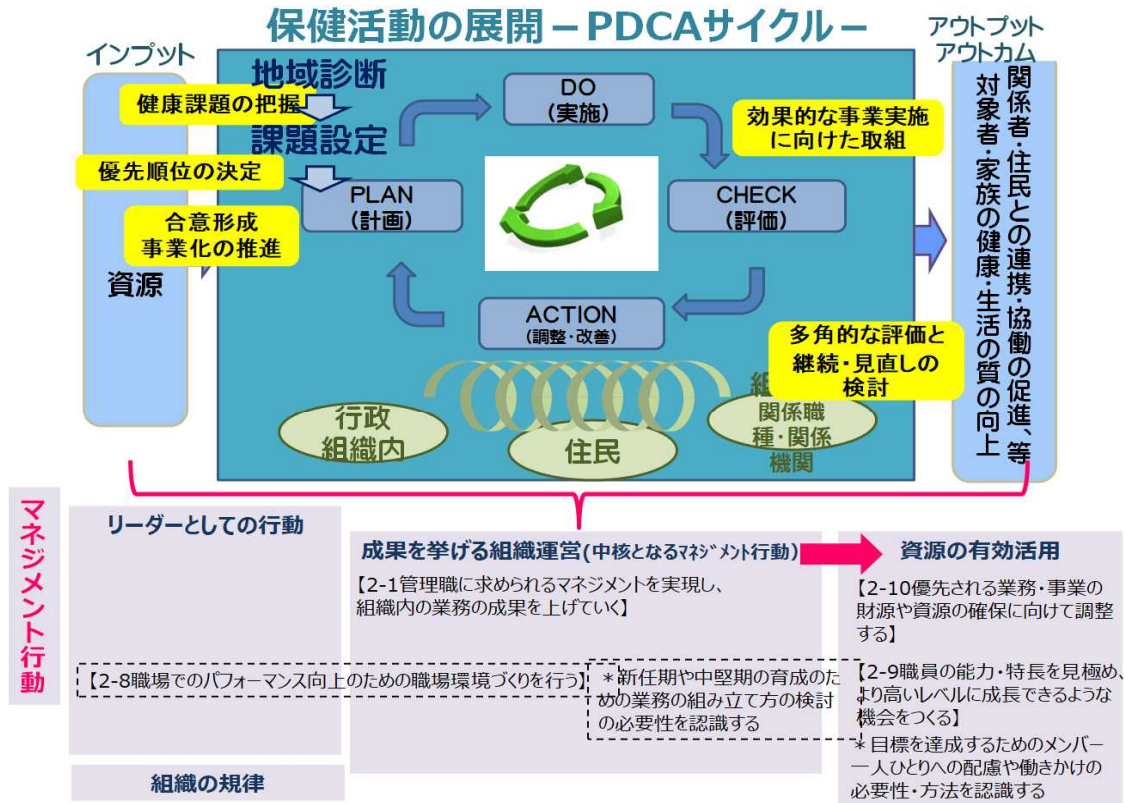 保健活動の展開－PDCAサイクル－
インプット
資源
健康課題の把握
優先順位の決定
合意形成
事業化の推進
地域診断
課題設定
PLAN
(計画)
DO
(実施)
CHECK
(評価)
ACTION
(調整・改善)
効果的な事業実施
に向けた取組
多角的な評価と
継続・見直しの
検討
行政
組織内
住民
組
関係職
種・関係
機関
アウトプット
アウトカム
関係者・住民との連携・協働の促進、等
対象者・家族の健康・生活の質の向上
マネジメント行動
リーダーとしての行動
成果を挙げる組織運営(中核となるマネジメント行動)
資源の有効活用
【2-1管理職に求められるマネジメントを実現し、
組織内の業務の成果を上げていく】
【2-10優先される業務・事業の
財源や資源の確保に向けて調整
する】
【2-8職場でのパフォーマンス向上のための職場環境づくりを行う】
＊新任期や中堅期の育成のた
めの業務の組み立て方の検討
の必要性を認識する
【2-9職員の能力・特長を見極め、
より高いレベルに成長できるような
機会をつくる】
＊目標を達成するためのメンバー
一人ひとりへの配慮や働きかけの
必要性・方法を認識する
組織の規律